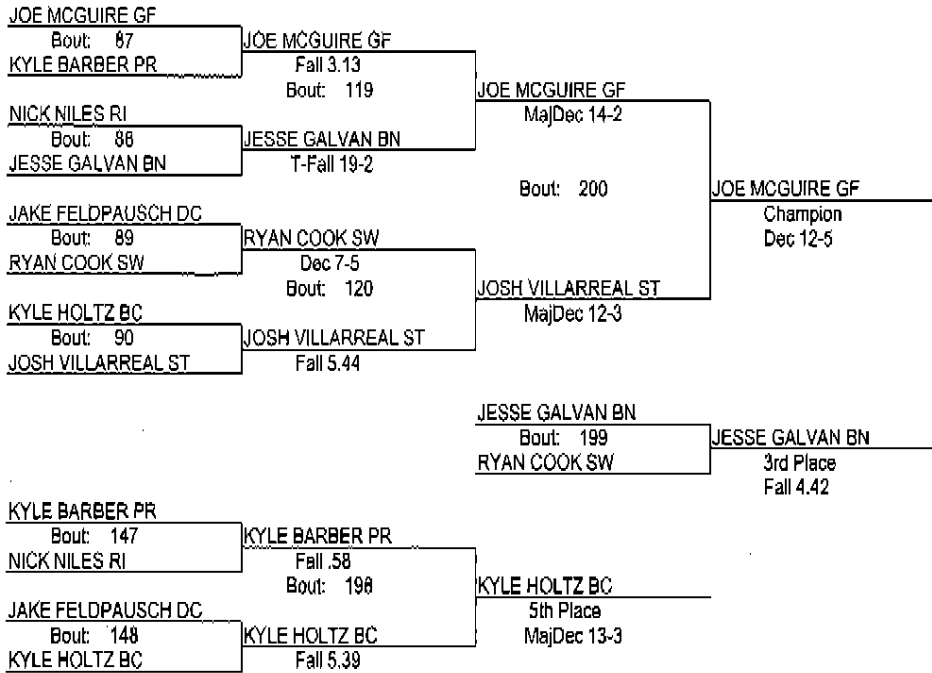 JOE MCGUIRE GF
Bout: 87
KYLE BARBER PR
JOE MCGUIRE GF
Fall 3.13
Bout: 119
NICK NILES RI
Bout: 88
JESSE GALVAN BN
JESSE GALVAN BN
T-Fall 19-2
JOE MCGUIRE GF
MajDec 14-2
Bout: 200
JAKE FELDPAUSCH DC
Bout: 89
RYAN COOK SW
RYAN COOK SW
Dec 7-5
Bout: 120
KYLE HOLTZ BC
Bout: 90
JOSH VILLARREAL ST
JOSH VILLARREAL ST
Fall 5.44
JOSH VILLARREAL ST
MajDec 12-3
JOE MCGUIRE GF
Champion
Dec 12-5
JESSE GALVAN BN
Bout: 199
RYAN COOK SW
JESSE GALVAN BN
3rd Place
Fall 4.42
KYLE BARBER PR
Bout: 147
NICK NILES RI
KYLE BARBER PR
Fall .58
Bout: 198
JAKE FELDPAUSCH DC
Bout: 148
KYLE HOLTZ BC
KYLE HOLTZ BC
Fall 5.39
KYLE HOLTZ BC
5th Place
MajDec 13-3